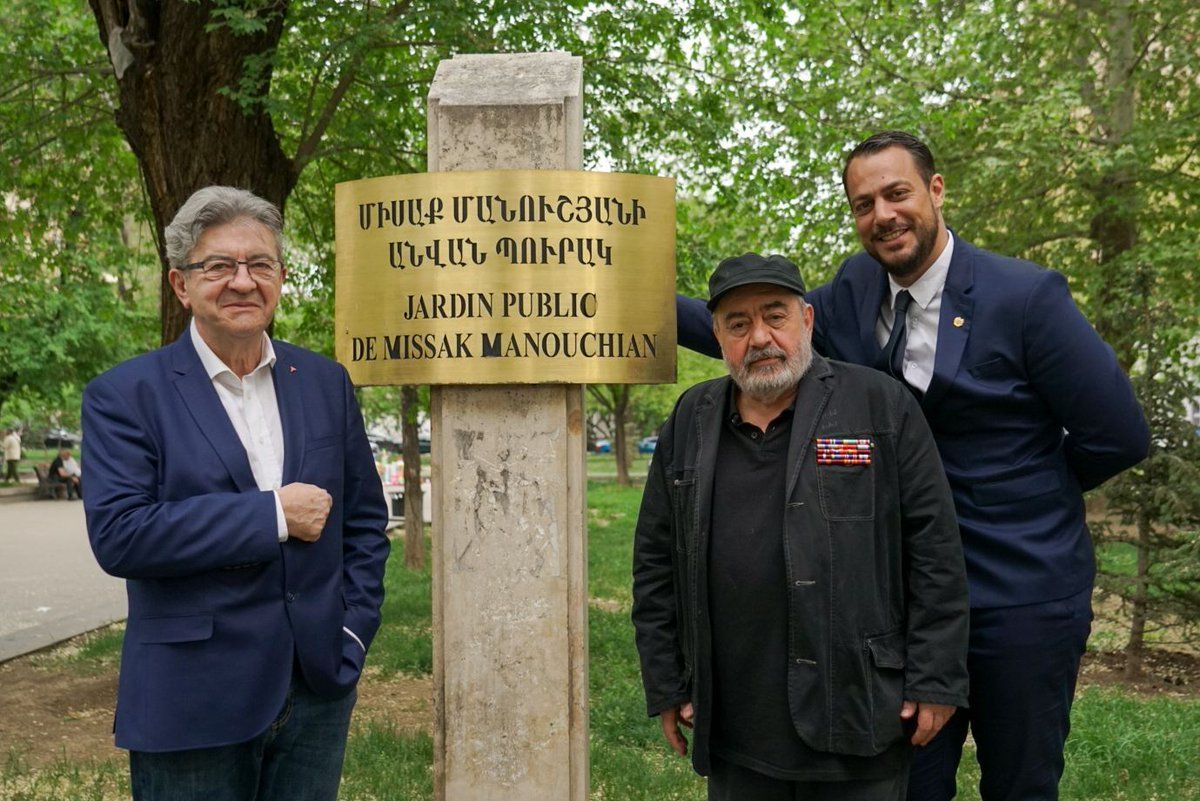 ՄԻՍԱՔ ՄԱՆՈՒՇՅԱՆԻ
ԱՆՎԱՆ ՊՈՒՐԱԿ
JARDIN PUBLIC
DE MISSAK MANOUCHIAN